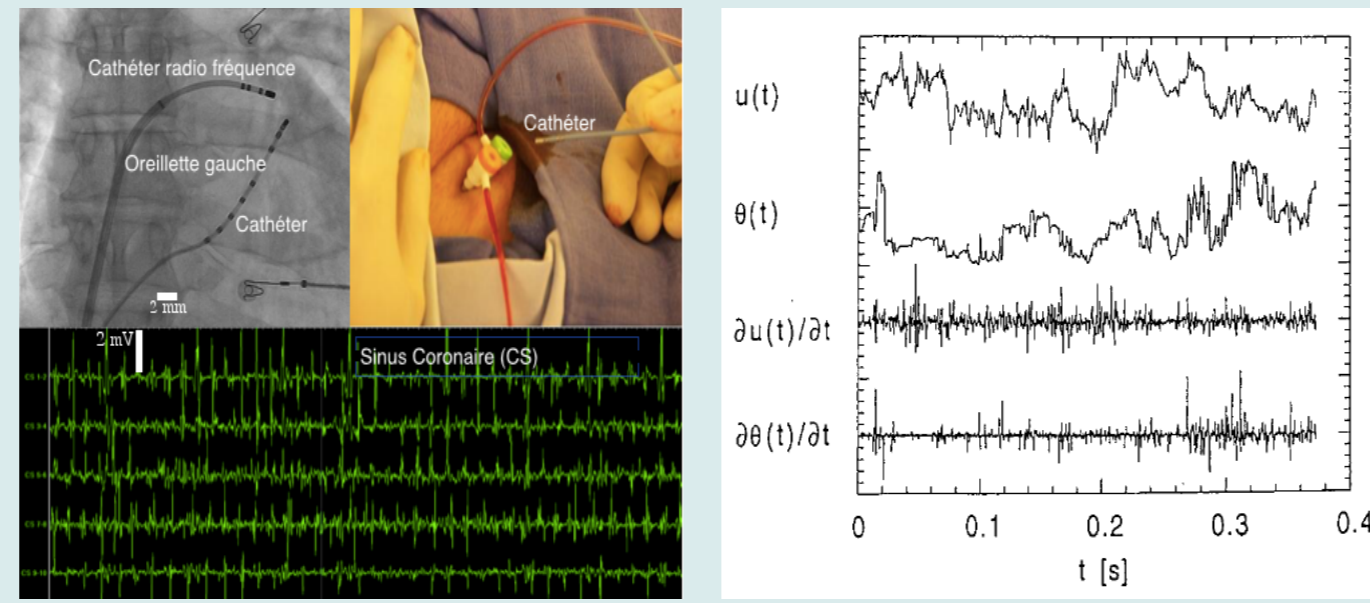 Cathéter radio fréquence
Oreillette gauche
Cathéter
2 mm
Cathéter
2 mV
Sinus Coronaire (CS)
u(t)
θ(t)
∂u(t)/∂t
∂θ(t)/∂t
0 0.1 0.2 0.3 0.4
t [s]